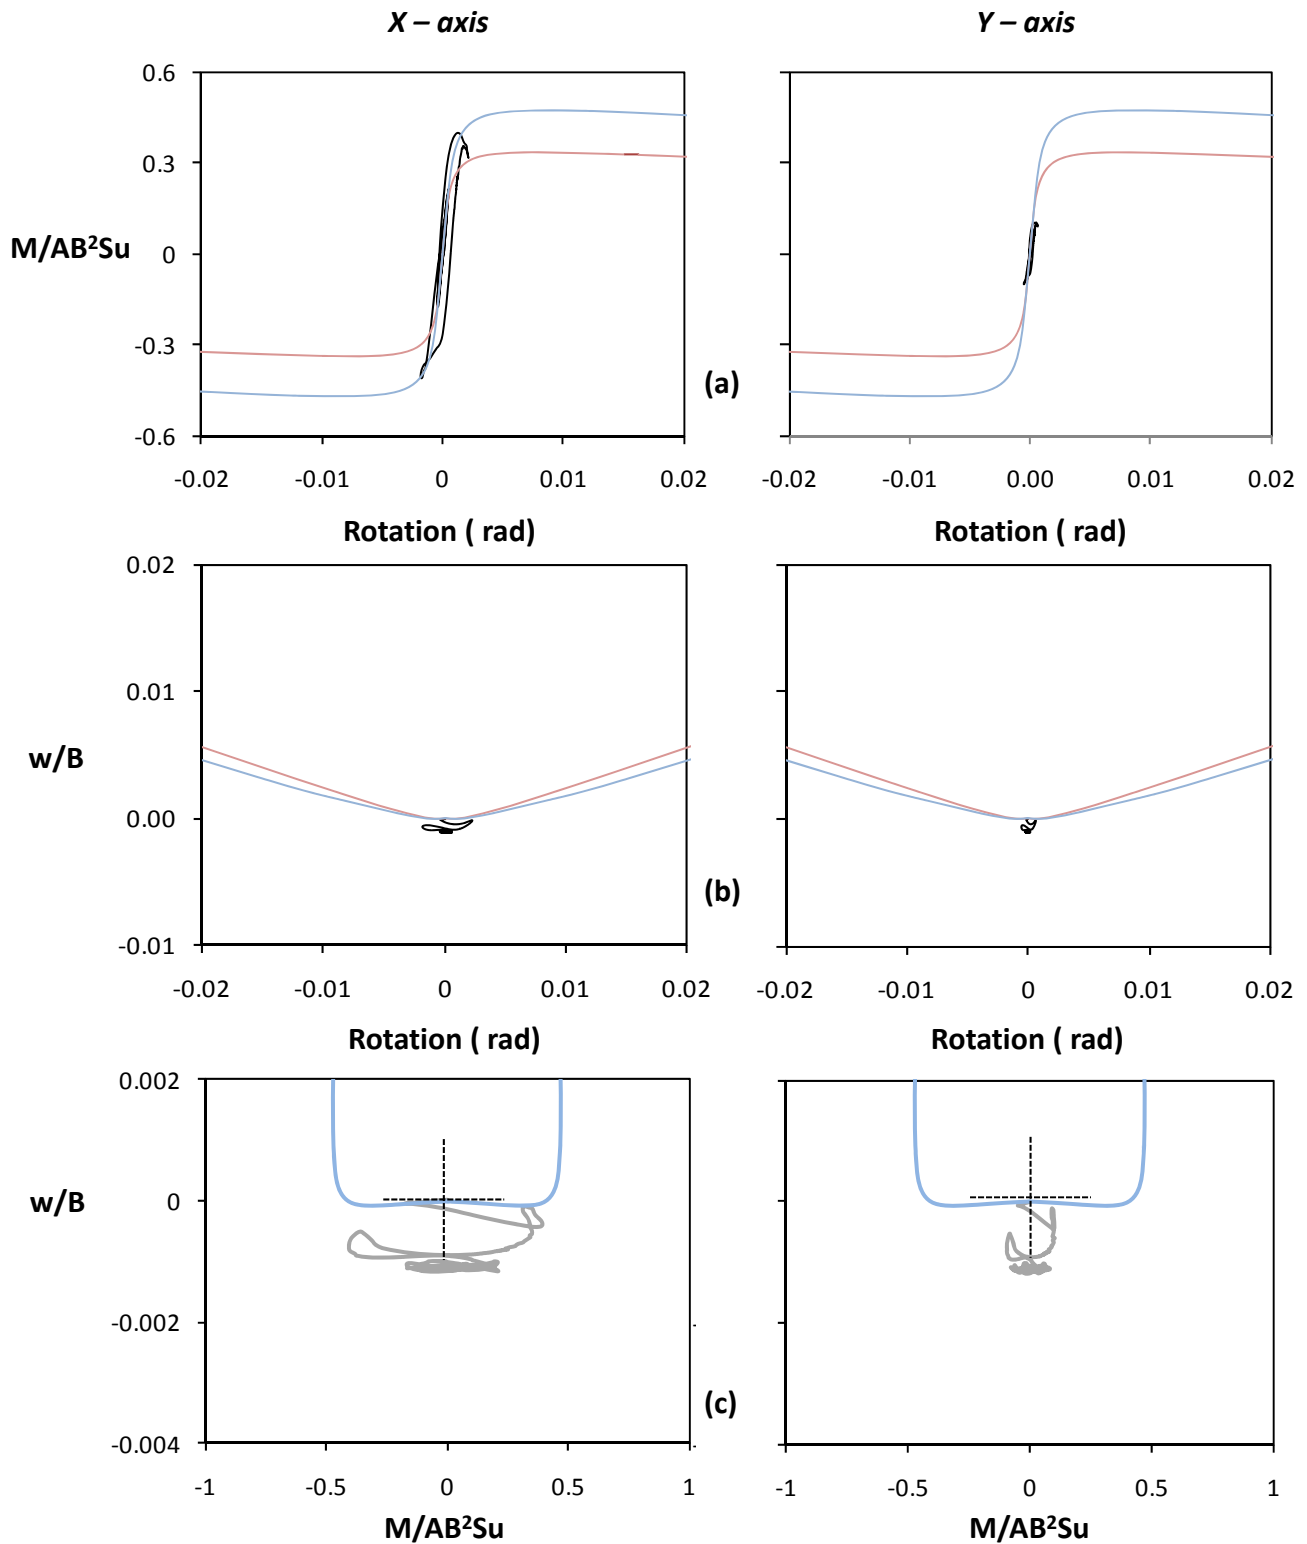 X – axis
Y – axis
0.6
0.3
0
-0.3
-0.6
M/AB²Su
(a)
-0.02 -0.01 0 0.01 0.02
-0.02 -0.01 0.00 0.01 0.02
Rotation ( rad)
Rotation ( rad)
0.02
0.01
0.00
-0.01
w/B
(b)
-0.02 -0.01 0 0.01 0.02
-0.02 -0.01 0 0.01 0.02
Rotation ( rad)
Rotation ( rad)
0.002
0
-0.002
-0.004
w/B
(c)
-1 -0.5 0 0.5 1
-1 -0.5 0 0.5 1
M/AB²Su
M/AB²Su